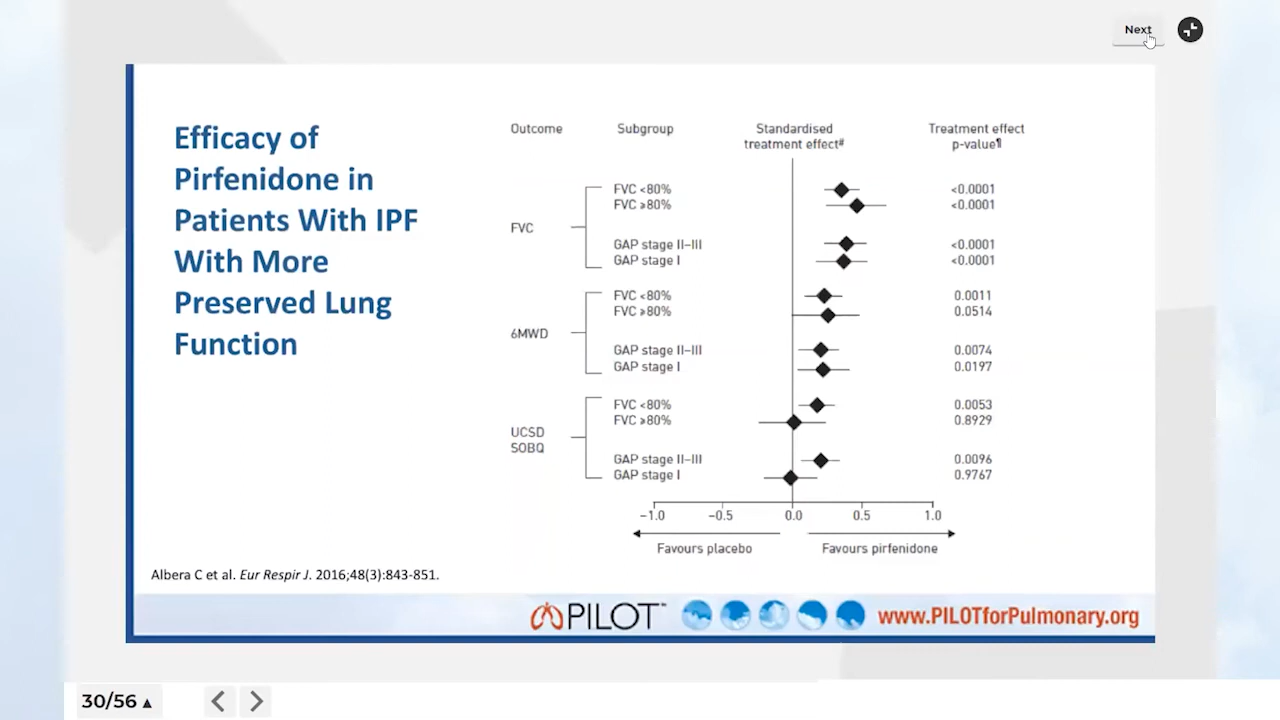 Next
Efficacy of
Pirfenidone in
Patients With IPF
With More
Preserved Lung
Function
Outcome Subgroup Standardised treatment effect# Treatment effect p-value¶
FVC
FVC <80% <0.0001
FVC ≥80% <0.0001
GAP stage II–III <0.0001
GAP stage I <0.0001
6MWD
FVC <80% 0.0011
FVC ≥80% 0.0514
GAP stage II–III 0.0074
GAP stage I 0.0197
UCSD
SOBQ
FVC <80% 0.0053
FVC ≥80% 0.8929
GAP stage II–III 0.0096
GAP stage I 0.9767
−1.0 −0.5 0.0 0.5 1.0
Favours placebo Favours pirfenidone
Albera C et al. Eur Respir J. 2016;48(3):843-851.
PILOT™ www.PILOTforPulmonary.org
30/56 ▲